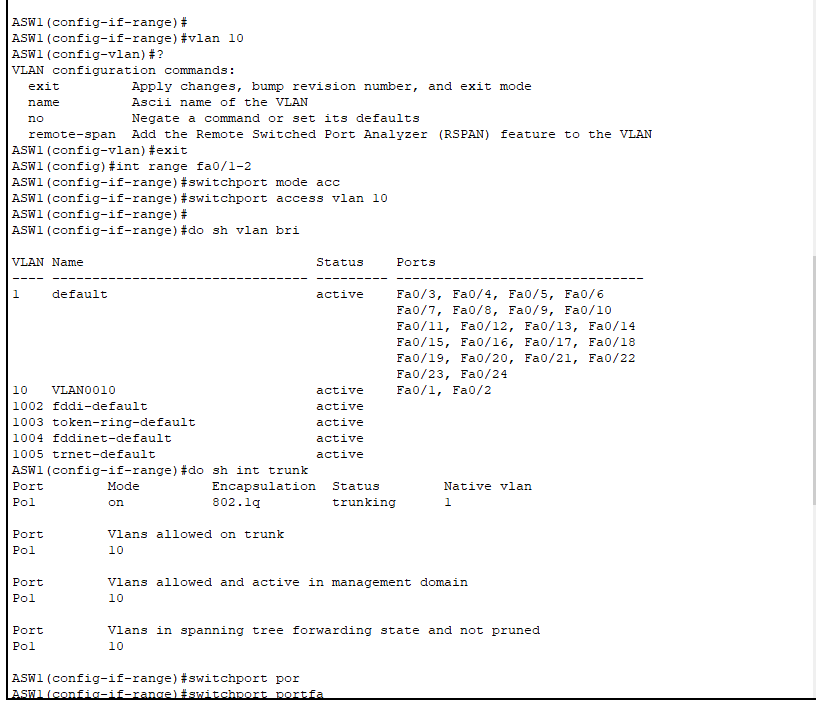 ASW1(config-if-range)#
ASW1(config-if-range)#vlan 10
ASW1(config-vlan)#?
VLAN configuration commands:
  exit         Apply changes, bump revision number, and exit mode
  name         Ascii name of the VLAN
  no           Negate a command or set its defaults
  remote-span  Add the Remote Switched Port Analyzer (RSPAN) feature to the VLAN
ASW1(config-vlan)#exit
ASW1(config)#int range fa0/1-2
ASW1(config-if-range)#switchport mode acc
ASW1(config-if-range)#switchport access vlan 10
ASW1(config-if-range)#
ASW1(config-if-range)#do sh vlan bri

VLAN Name                             Status    Ports
---- -------------------------------- --------- -------------------------------
1    default                          active    Fa0/3, Fa0/4, Fa0/5, Fa0/6
                                                Fa0/7, Fa0/8, Fa0/9, Fa0/10
                                                Fa0/11, Fa0/12, Fa0/13, Fa0/14
                                                Fa0/15, Fa0/16, Fa0/17, Fa0/18
                                                Fa0/19, Fa0/20, Fa0/21, Fa0/22
                                                Fa0/23, Fa0/24
10   VLAN0010                         active    Fa0/1, Fa0/2
1002 fddi-default                     active
1003 token-ring-default               active
1004 fddinet-default                  active
1005 trnet-default                    active
ASW1(config-if-range)#do sh int trunk
Port        Mode         Encapsulation  Status        Native vlan
Po1         on           802.1q         trunking      1

Port        Vlans allowed on trunk
Po1         10

Port        Vlans allowed and active in management domain
Po1         10

Port        Vlans in spanning tree forwarding state and not pruned
Po1         10

ASW1(config-if-range)#switchport por
ASW1(config-if-range)#switchport portfa